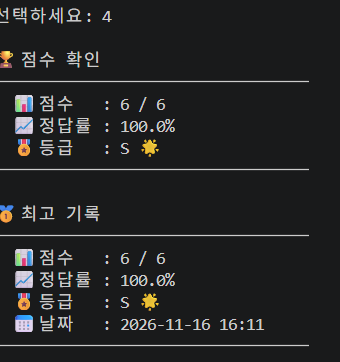 선택하세요: 4
🏆 점수 확인
📊 점수 : 6 / 6
📈 정답률 : 100.0%
🏅 등급 : S 🌟
🥇 최고 기록
📊 점수 : 6 / 6
📈 정답률 : 100.0%
🏅 등급 : S 🌟
📅 날짜 : 2026-11-16 16:11